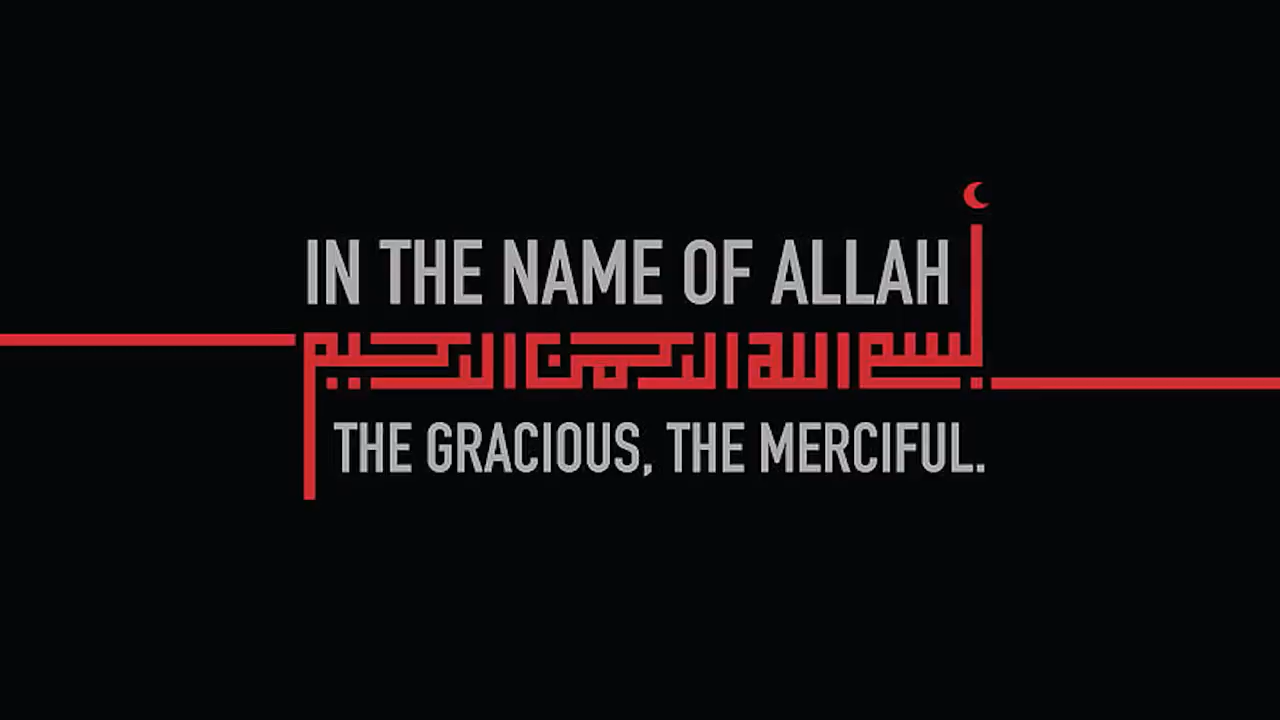 IN THE NAME OF ALLAH
بسم الله الرحمن الرحيم
THE GRACIOUS, THE MERCIFUL.